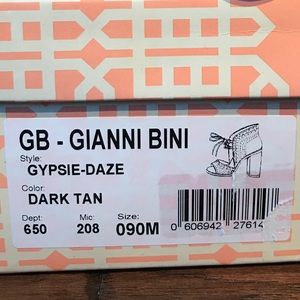 GB - GIANNI BINI
Style:
GYPSIE-DAZE
Color:
DARK TAN
Dept: Mic: Size:
650 208 090M
0 606942 27614